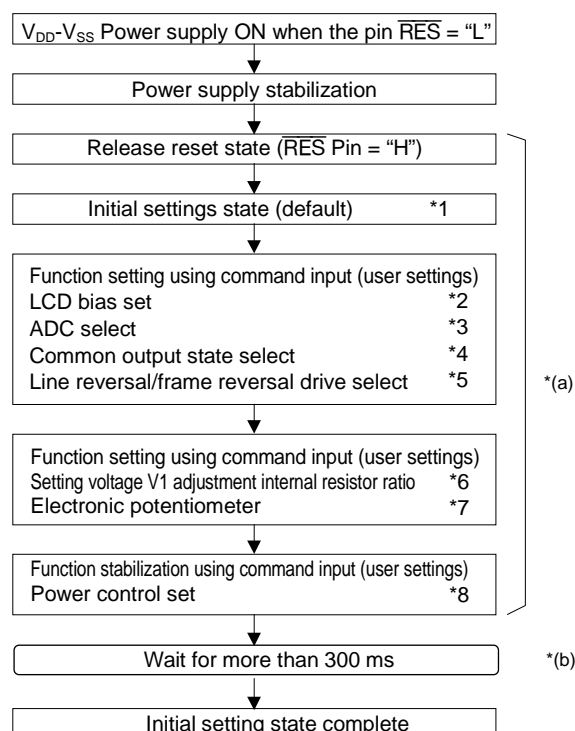 VDD-VSS Power supply ON when the pin RES = “L”
Power supply stabilization
Release reset state (RES Pin = “H”)
Initial settings state (default) *1
Function setting using command input (user settings)
LCD bias set *2
ADC select *3
Common output state select *4
Line reversal/frame reversal drive select *5
*(a)
Function setting using command input (user settings)
Setting voltage V1 adjustment internal resistor ratio *6
Electronic potentiometer *7
Function stabilization using command input (user settings)
Power control set *8
Wait for more than 300 ms *(b)
Initial setting state complete